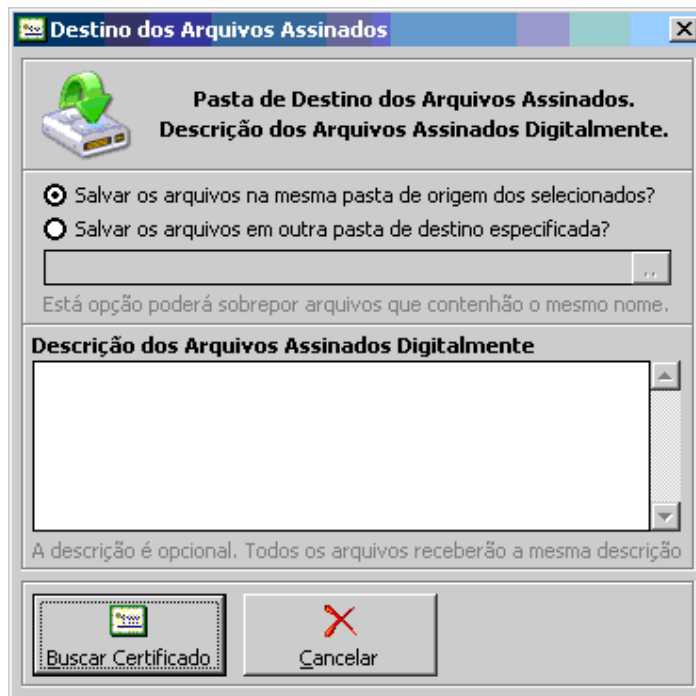 Destino dos Arquivos Assinados
Pasta de Destino dos Arquivos Assinados.
Descrição dos Arquivos Assinados Digitalmente.
Salvar os arquivos na mesma pasta de origem dos selecionados?
Salvar os arquivos em outra pasta de destino especificada?
..
Está opção poderá sobrepor arquivos que contenhão o mesmo nome.
Descrição dos Arquivos Assinados Digitalmente
A descrição é opcional. Todos os arquivos receberão a mesma descrição
Buscar Certificado
Cancelar